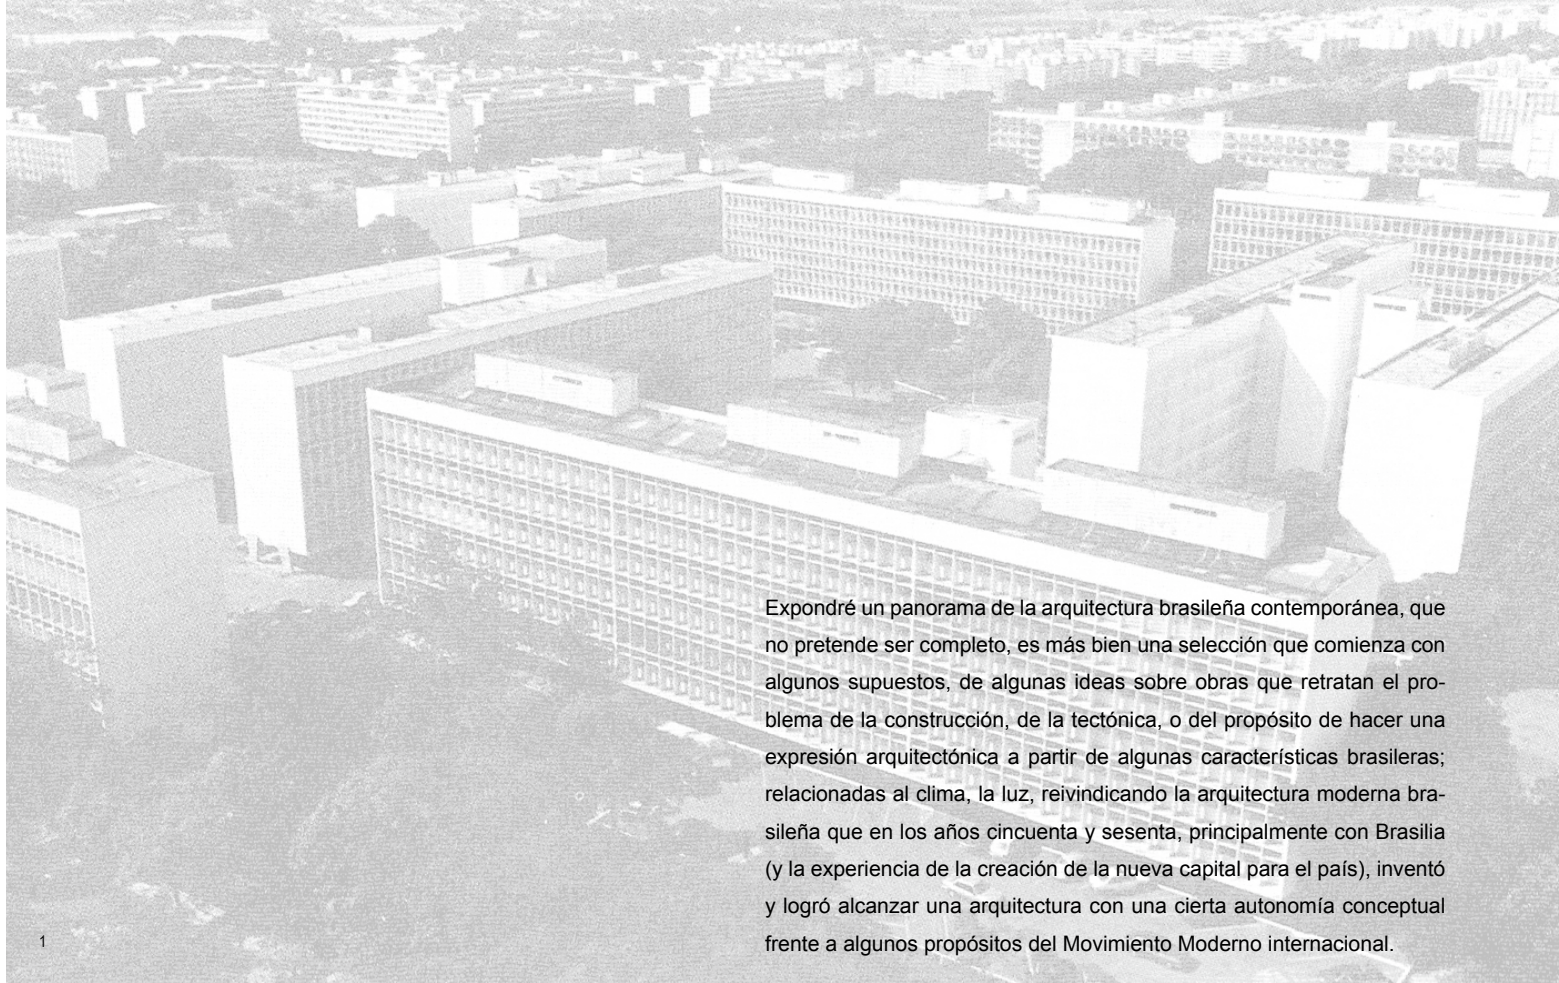 Expondré un panorama de la arquitectura brasileña contemporánea, que
no pretende ser completo, es más bien una selección que comienza con
algunos supuestos, de algunas ideas sobre obras que retratan el pro-
blema de la construcción, de la tectónica, o del propósito de hacer una
expresión arquitectónica a partir de algunas características brasileras;
relacionadas al clima, la luz, reivindicando la arquitectura moderna bra-
sileña que en los años cincuenta y sesenta, principalmente con Brasilia
(y la experiencia de la creación de la nueva capital para el país), inventó
y logró alcanzar una arquitectura con una cierta autonomía conceptual
frente a algunos propósitos del Movimiento Moderno internacional.
1